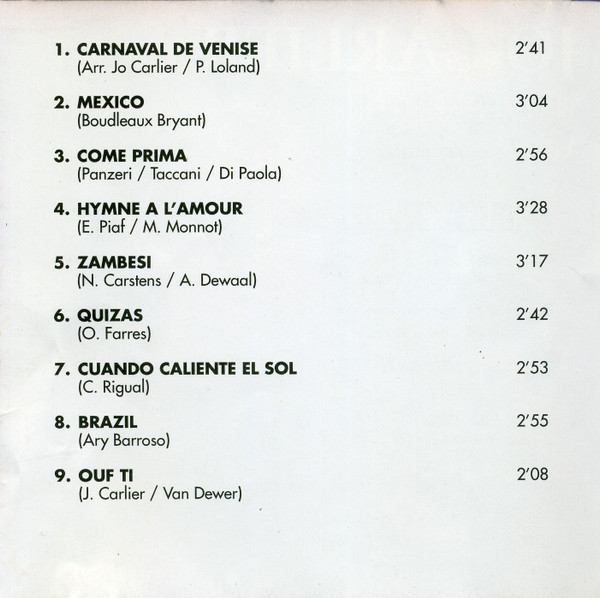 1. CARNAVAL DE VENISE 2'41
(Arr. Jo Carlier / P. Loland)
2. MEXICO 3'04
(Boudleaux Bryant)
3. COME PRIMA 2'56
(Panzeri / Taccani / Di Paola)
4. HYMNE A L'AMOUR 3'28
(E. Piaf / M. Monnot)
5. ZAMBESI 3'17
(N. Carstens / A. Dewaal)
6. QUIZAS 2'42
(O. Farres)
7. CUANDO CALIENTE EL SOL 2'53
(C. Rigual)
8. BRAZIL 2'55
(Ary Barroso)
9. OUF TI 2'08
(J. Carlier / Van Dewer)